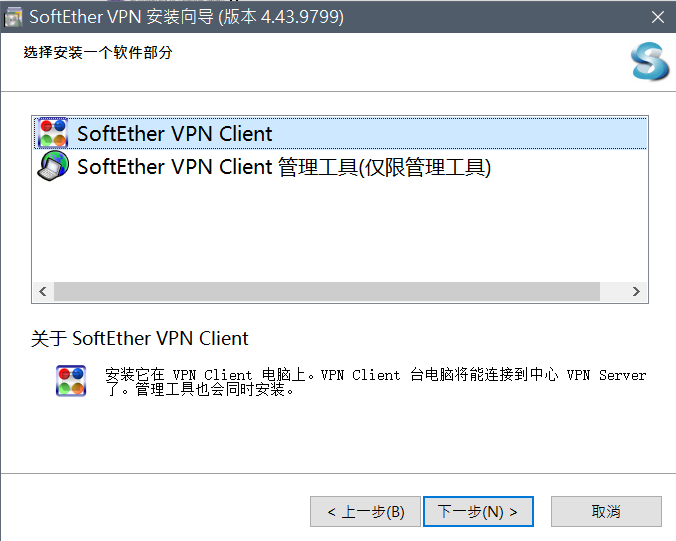 SoftEther VPN 安装向导 (版本 4.43.9799)
选择安装一个软件部分
SoftEther VPN Client
SoftEther VPN Client 管理工具(仅限管理工具)
关于 SoftEther VPN Client
安装它在 VPN Client 电脑上。VPN Client 台电脑将能连接到中心 VPN Server
了。管理工具也会同时安装。
< 上一步(B)
下一步(N) >
取消